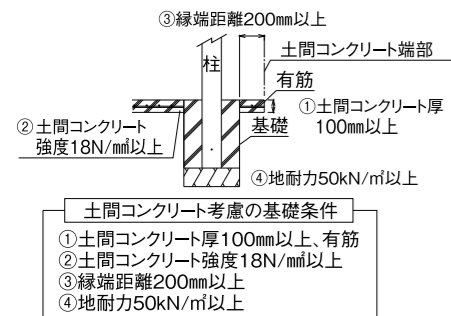 ③縁端距離200㎜以上
土間コンクリート端部
柱
有筋
①土間コンクリート厚
100㎜以上
基礎
②土間コンクリート
強度18N/㎟以上
④地耐力50kN/㎡以上
土間コンクリート考慮の基礎条件
①土間コンクリート厚100㎜以上、有筋
②土間コンクリート強度18N/㎟以上
③縁端距離200㎜以上
④地耐力50kN/㎡以上